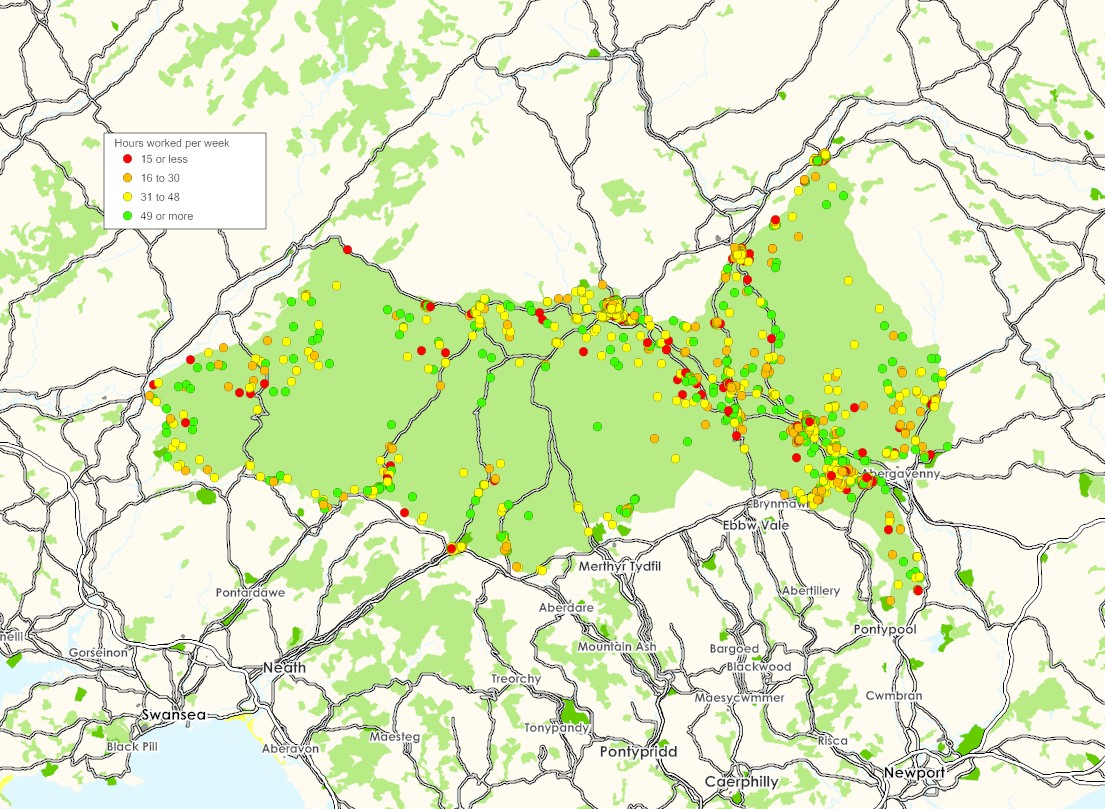 Hours worked per week
15 or less
16 to 30
31 to 48
49 or more
Abergavenny
Ebbw Vale
Merthyr Tydfil
Pontardawe
Abertillery
Aberdare
Pontypool
Mountain Ash
Gorseinon
Bargoed
Neath
Blackwood
Treorchy
Maesycwmmer
Cwmbran
Swansea
Tonypandy
Maesteg
Risca
Black Pill
Aberavon
Pontypridd
Newport
Caerphilly